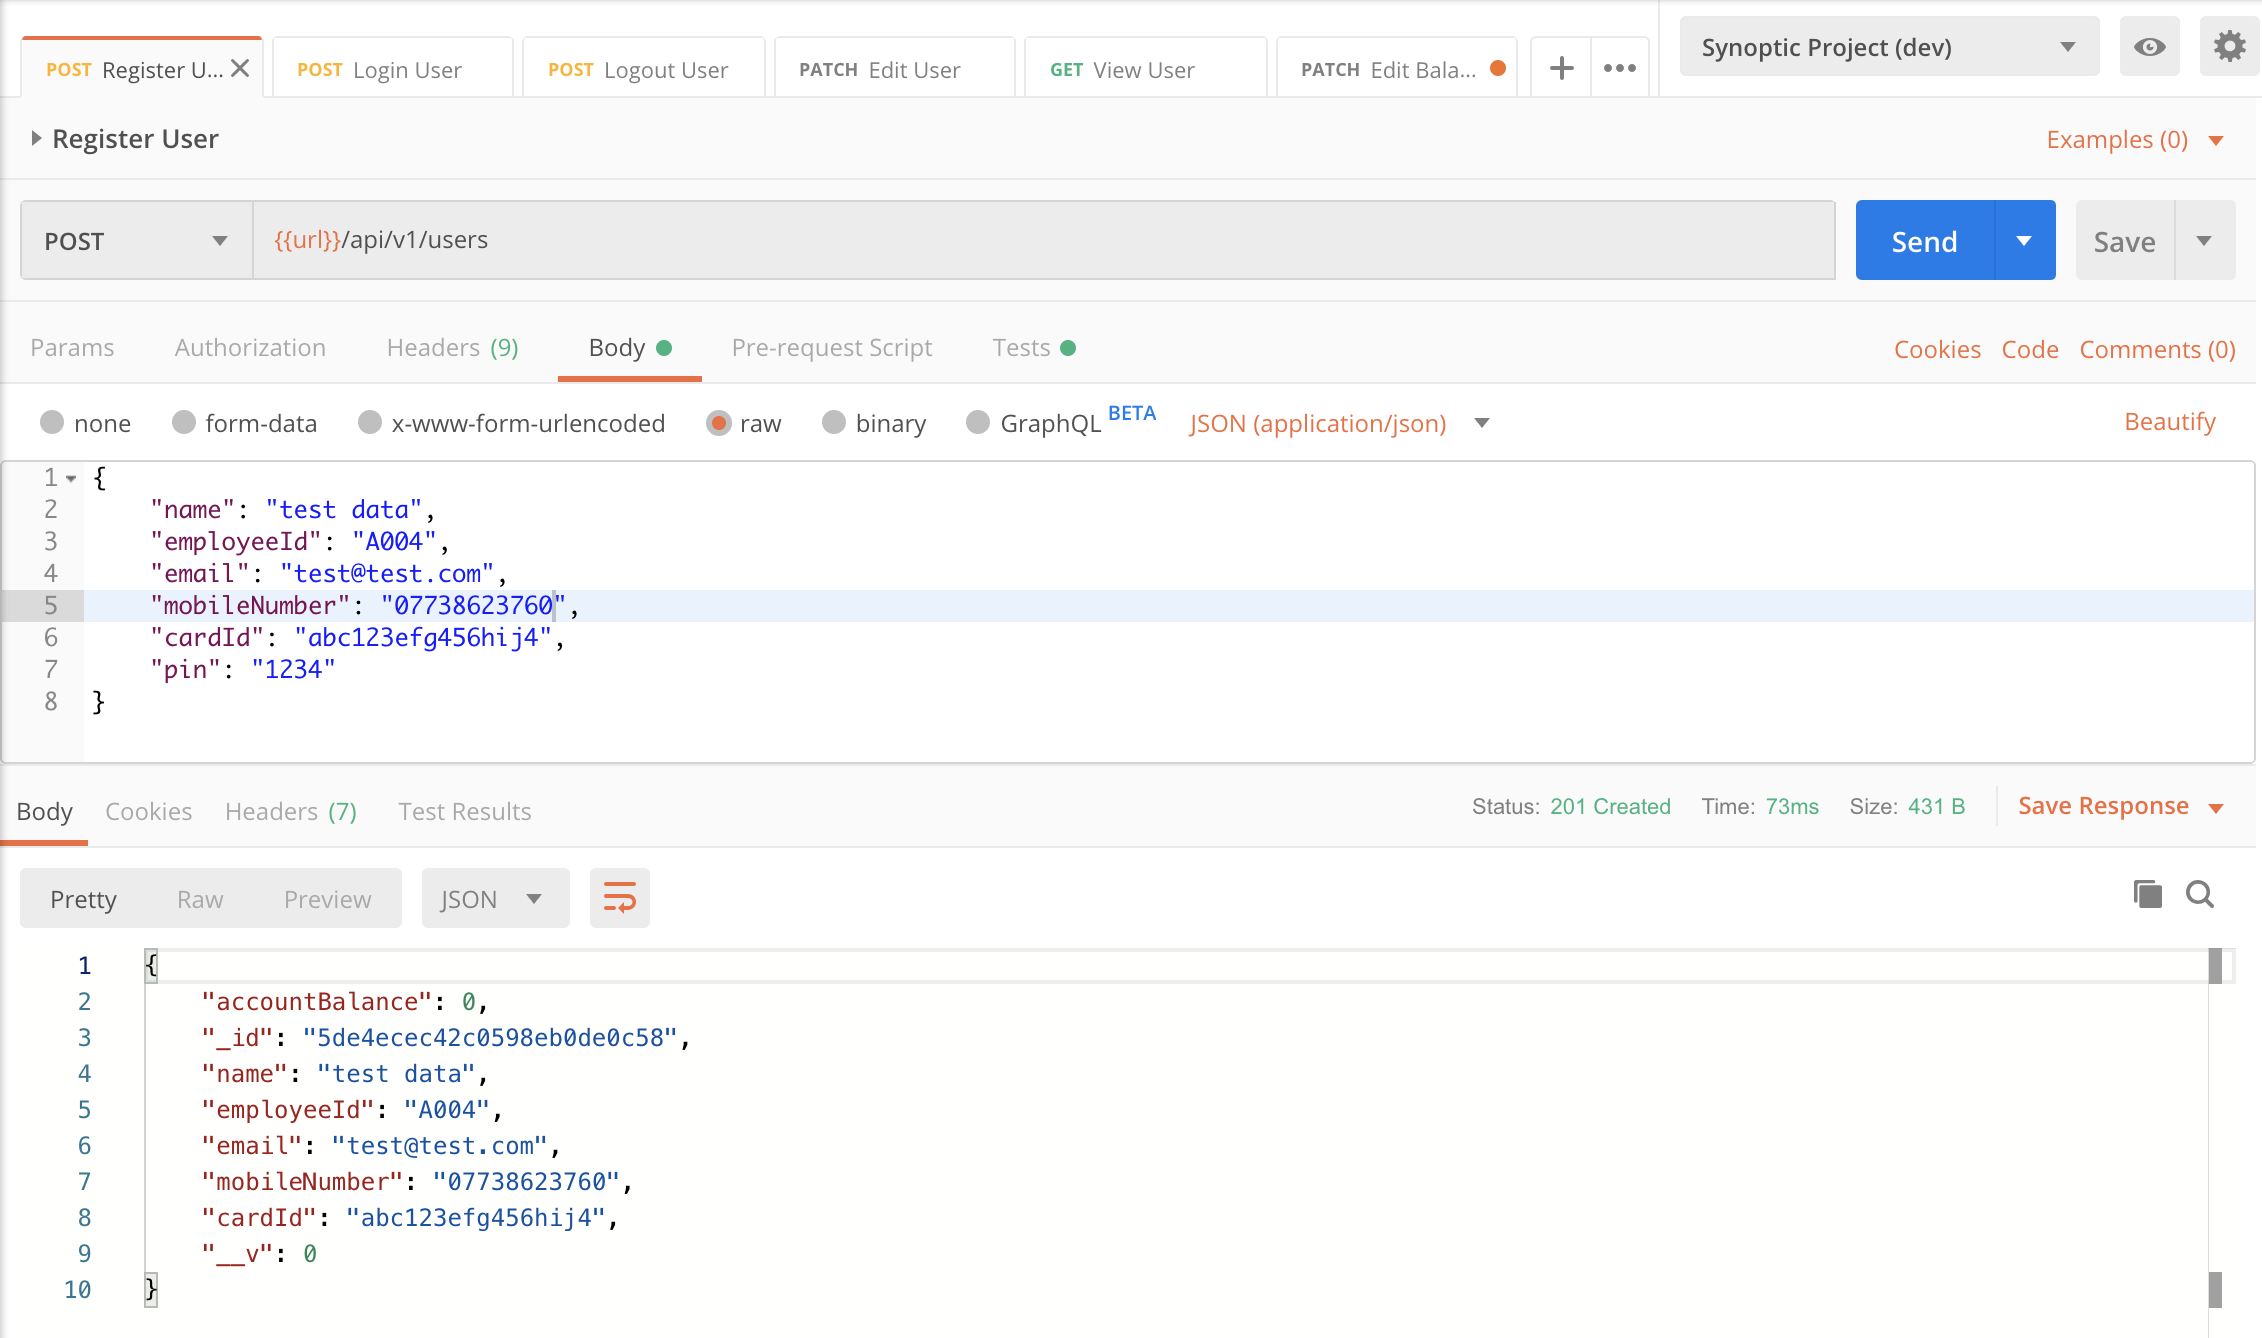 POST Register U... POST Login User POST Logout User PATCH Edit User GET View User PATCH Edit Bala... Synoptic Project (dev)
Register User Examples (0)
POST {{url}}/api/v1/users Send Save
Params Authorization Headers (9) Body Pre-request Script Tests Cookies Code Comments (0)
none form-data x-www-form-urlencoded raw binary GraphQL BETA JSON (application/json) Beautify
1 {
2 "name": "test data",
3 "employeeId": "A004",
4 "email": "test@test.com",
5 "mobileNumber": "07738623760",
6 "cardId": "abc123efg456hij4",
7 "pin": "1234"
8 }
Body Cookies Headers (7) Test Results Status: 201 Created Time: 73ms Size: 431 B Save Response
Pretty Raw Preview JSON
1 {
2 "accountBalance": 0,
3 "_id": "5de4ecec42c0598eb0de0c58",
4 "name": "test data",
5 "employeeId": "A004",
6 "email": "test@test.com",
7 "mobileNumber": "07738623760",
8 "cardId": "abc123efg456hij4",
9 "__v": 0
10 }